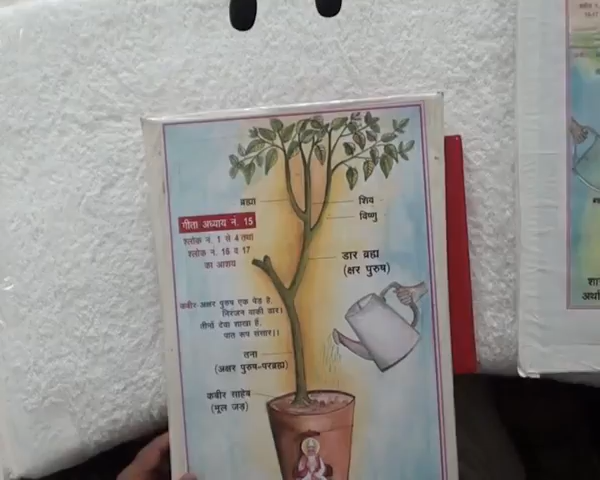 ब्रह्मा
शिव
विष्णु
गीता अध्याय नं. 15
श्लोक नं. 1 से 4 तथा
श्लोक नं. 16 व 17
का आशय
डार ब्रह्म
(क्षर पुरुष)
कबीर-अक्षर पुरुष एक पेड़ है,
निरंजन वाकी डार।
तीनों देवा शाखा हैं,
पात रूप संसार।।
तना
(अक्षर पुरुष-परब्रह्म)
कबीर साहेब
(मूल जड़)